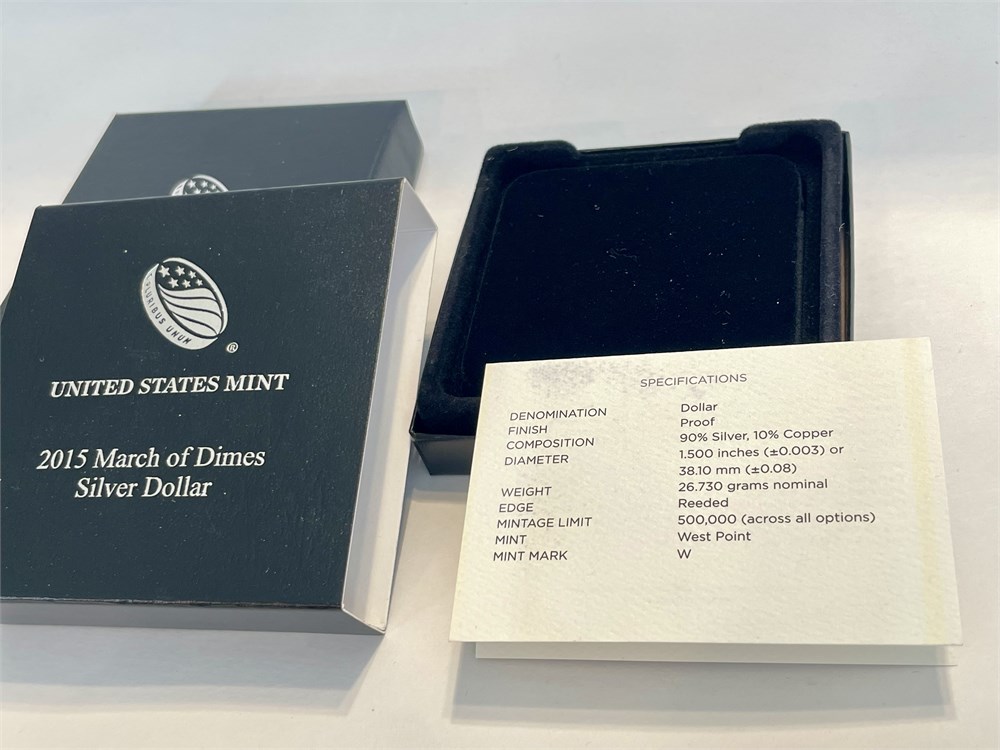 E PLURIBUS UNUM
®
UNITED STATES MINT
2015 March of Dimes
Silver Dollar
SPECIFICATIONS
DENOMINATION Dollar
FINISH Proof
COMPOSITION 90% Silver, 10% Copper
DIAMETER 1.500 inches (±0.003) or
38.10 mm (±0.08)
WEIGHT 26.730 grams nominal
EDGE Reeded
MINTAGE LIMIT 500,000 (across all options)
MINT West Point
MINT MARK W